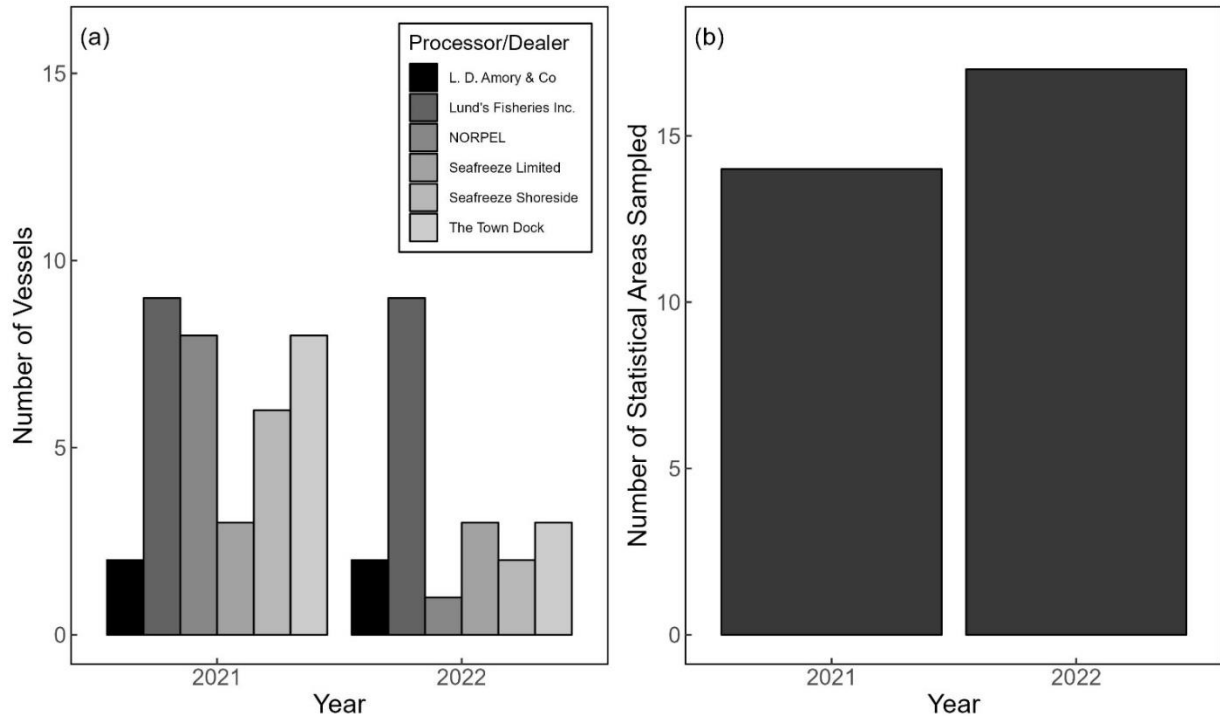 (a)
Processor/Dealer
L. D. Amory & Co
Lund's Fisheries Inc.
NORPEL
Seafreeze Limited
Seafreeze Shoreside
The Town Dock
Number of Vessels
15
10
5
0
2021
2022
Year
(b)
Number of Statistical Areas Sampled
15
10
5
0
2021
2022
Year